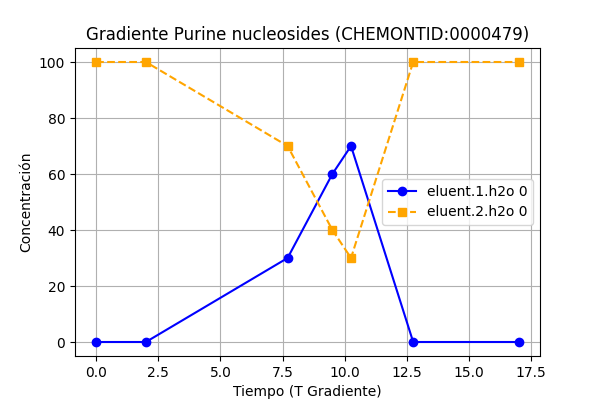 Gradiente Purine nucleosides (CHEMONTID:0000479)
100
80
60
40
20
0
Concentración
eluent.1.h2o 0
eluent.2.h2o 0
0.0 2.5 5.0 7.5 10.0 12.5 15.0 17.5
Tiempo (T Gradiente)